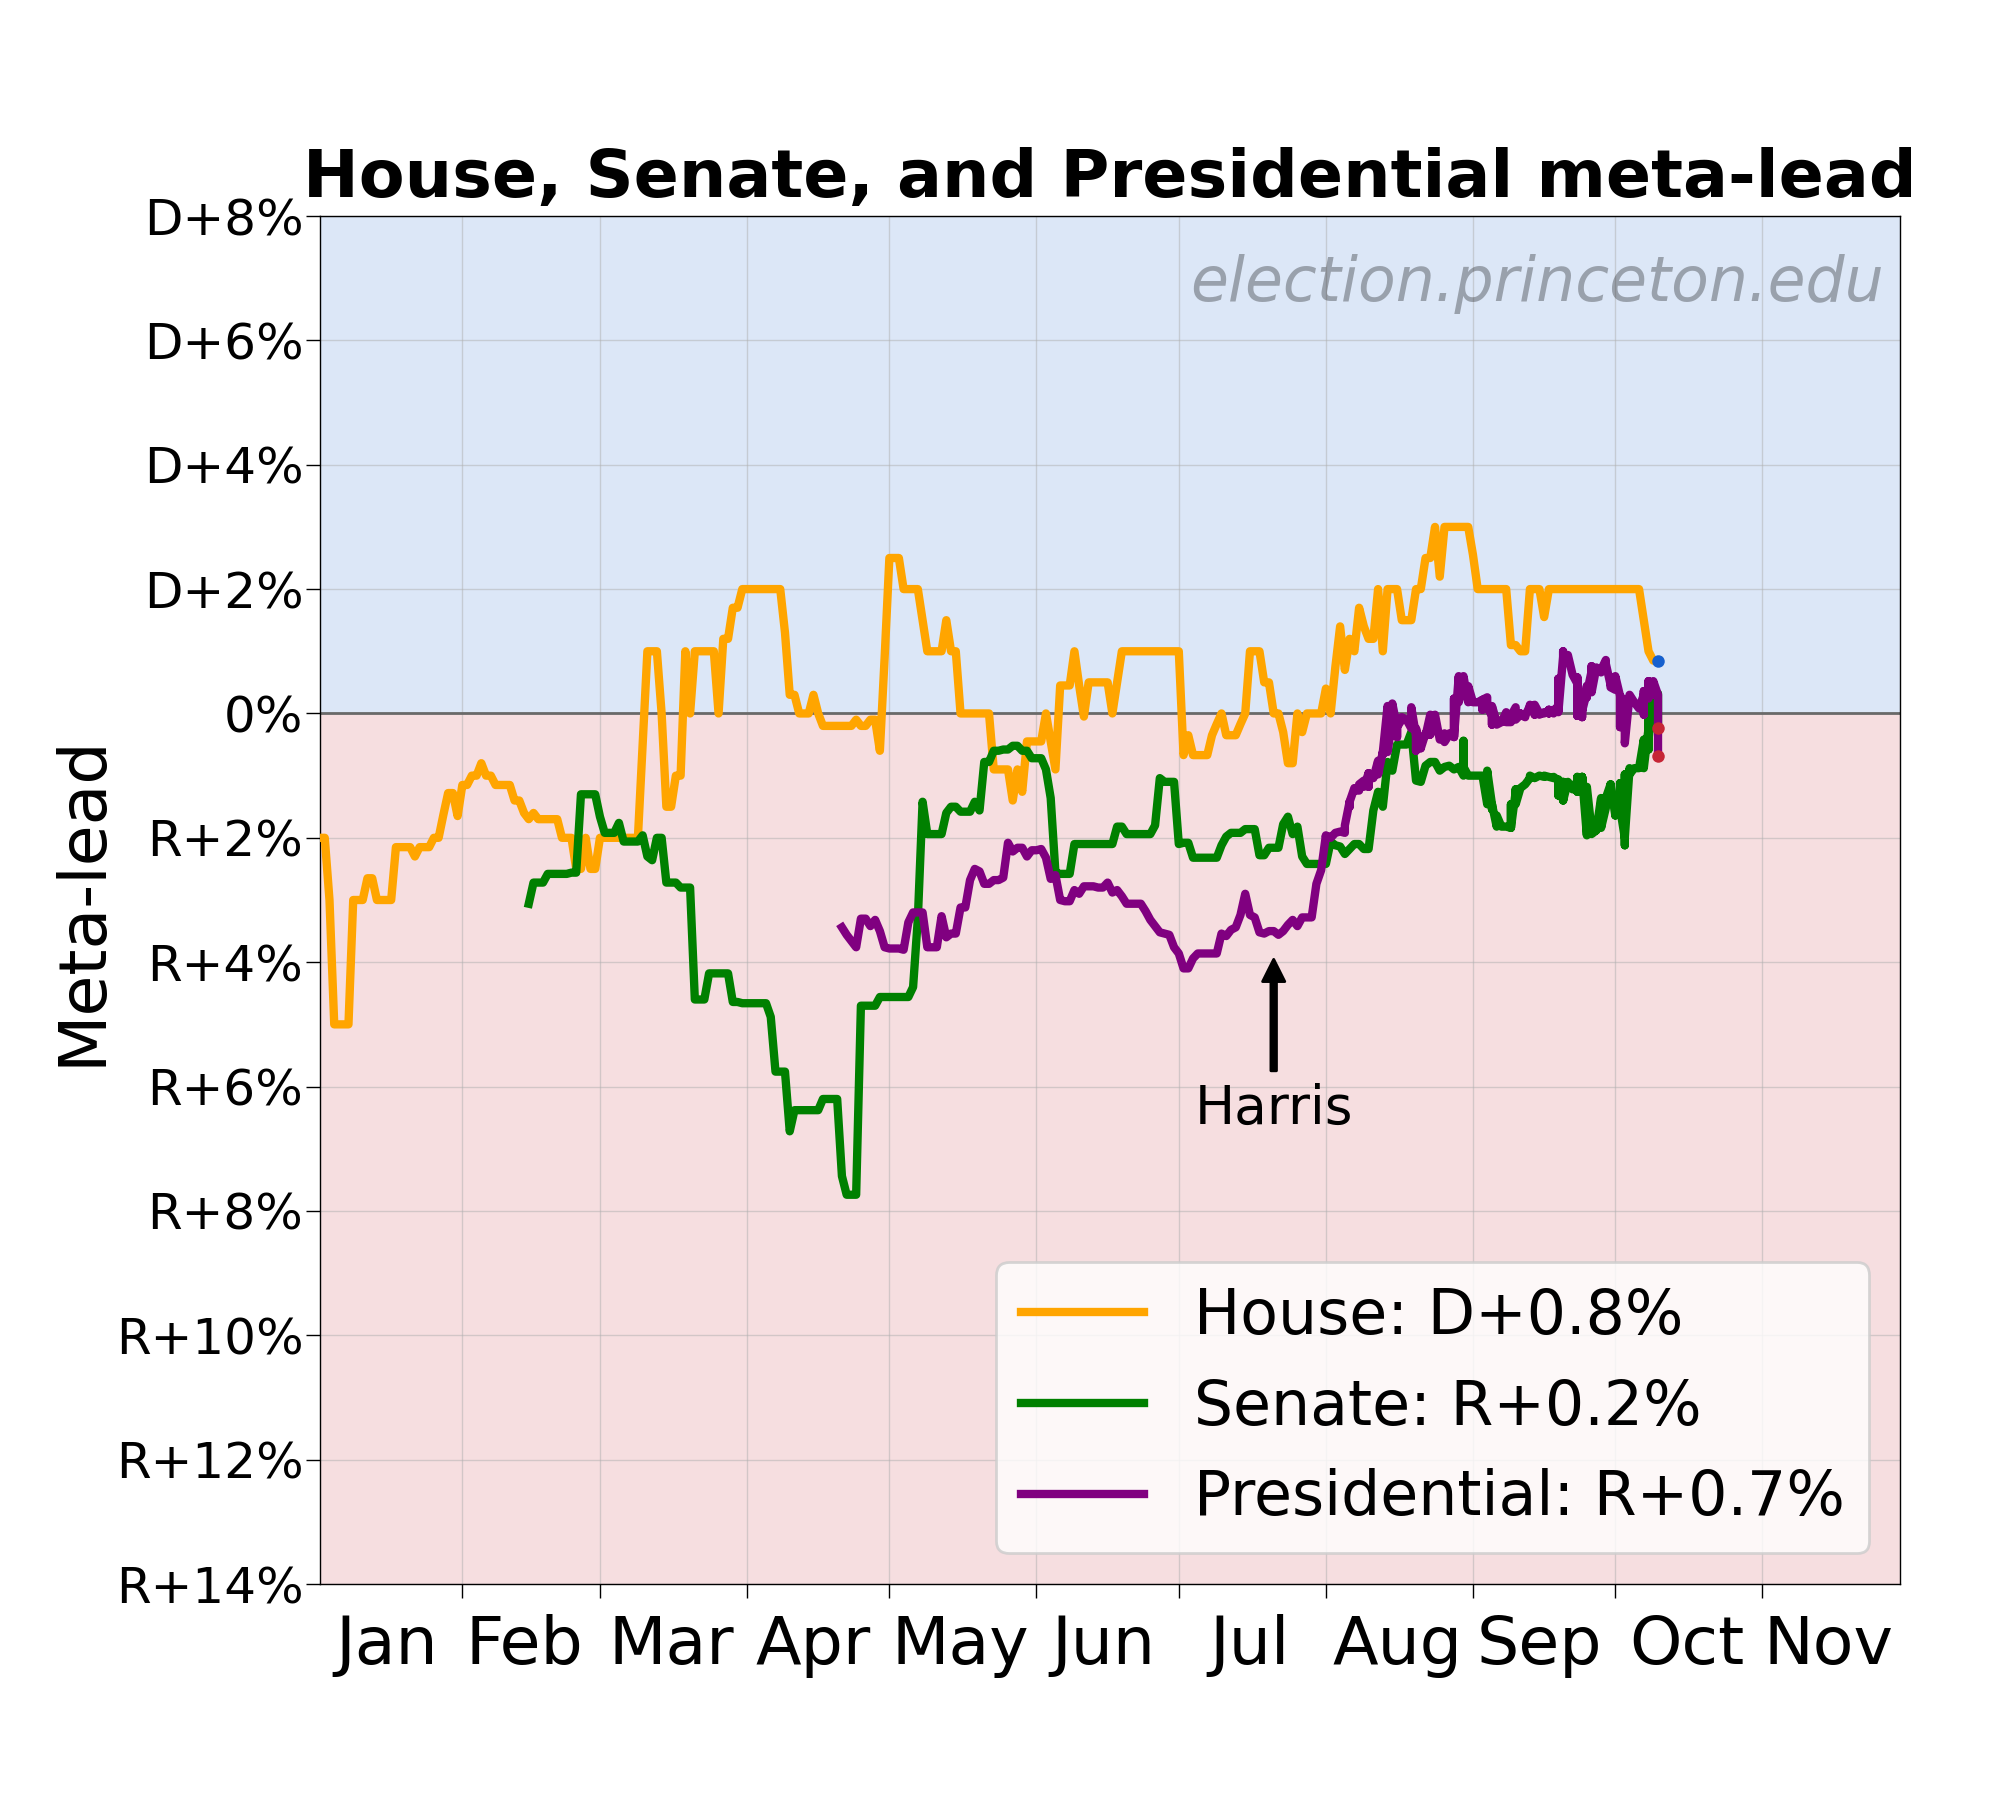 House, Senate, and Presidential meta-lead
election.princeton.edu
D+8%
D+6%
D+4%
D+2%
0%
R+2%
R+4%
R+6%
R+8%
R+10%
R+12%
R+14%
Meta-lead
Harris
House: D+0.8%
Senate: R+0.2%
Presidential: R+0.7%
Jan Feb Mar Apr May Jun Jul Aug Sep Oct Nov